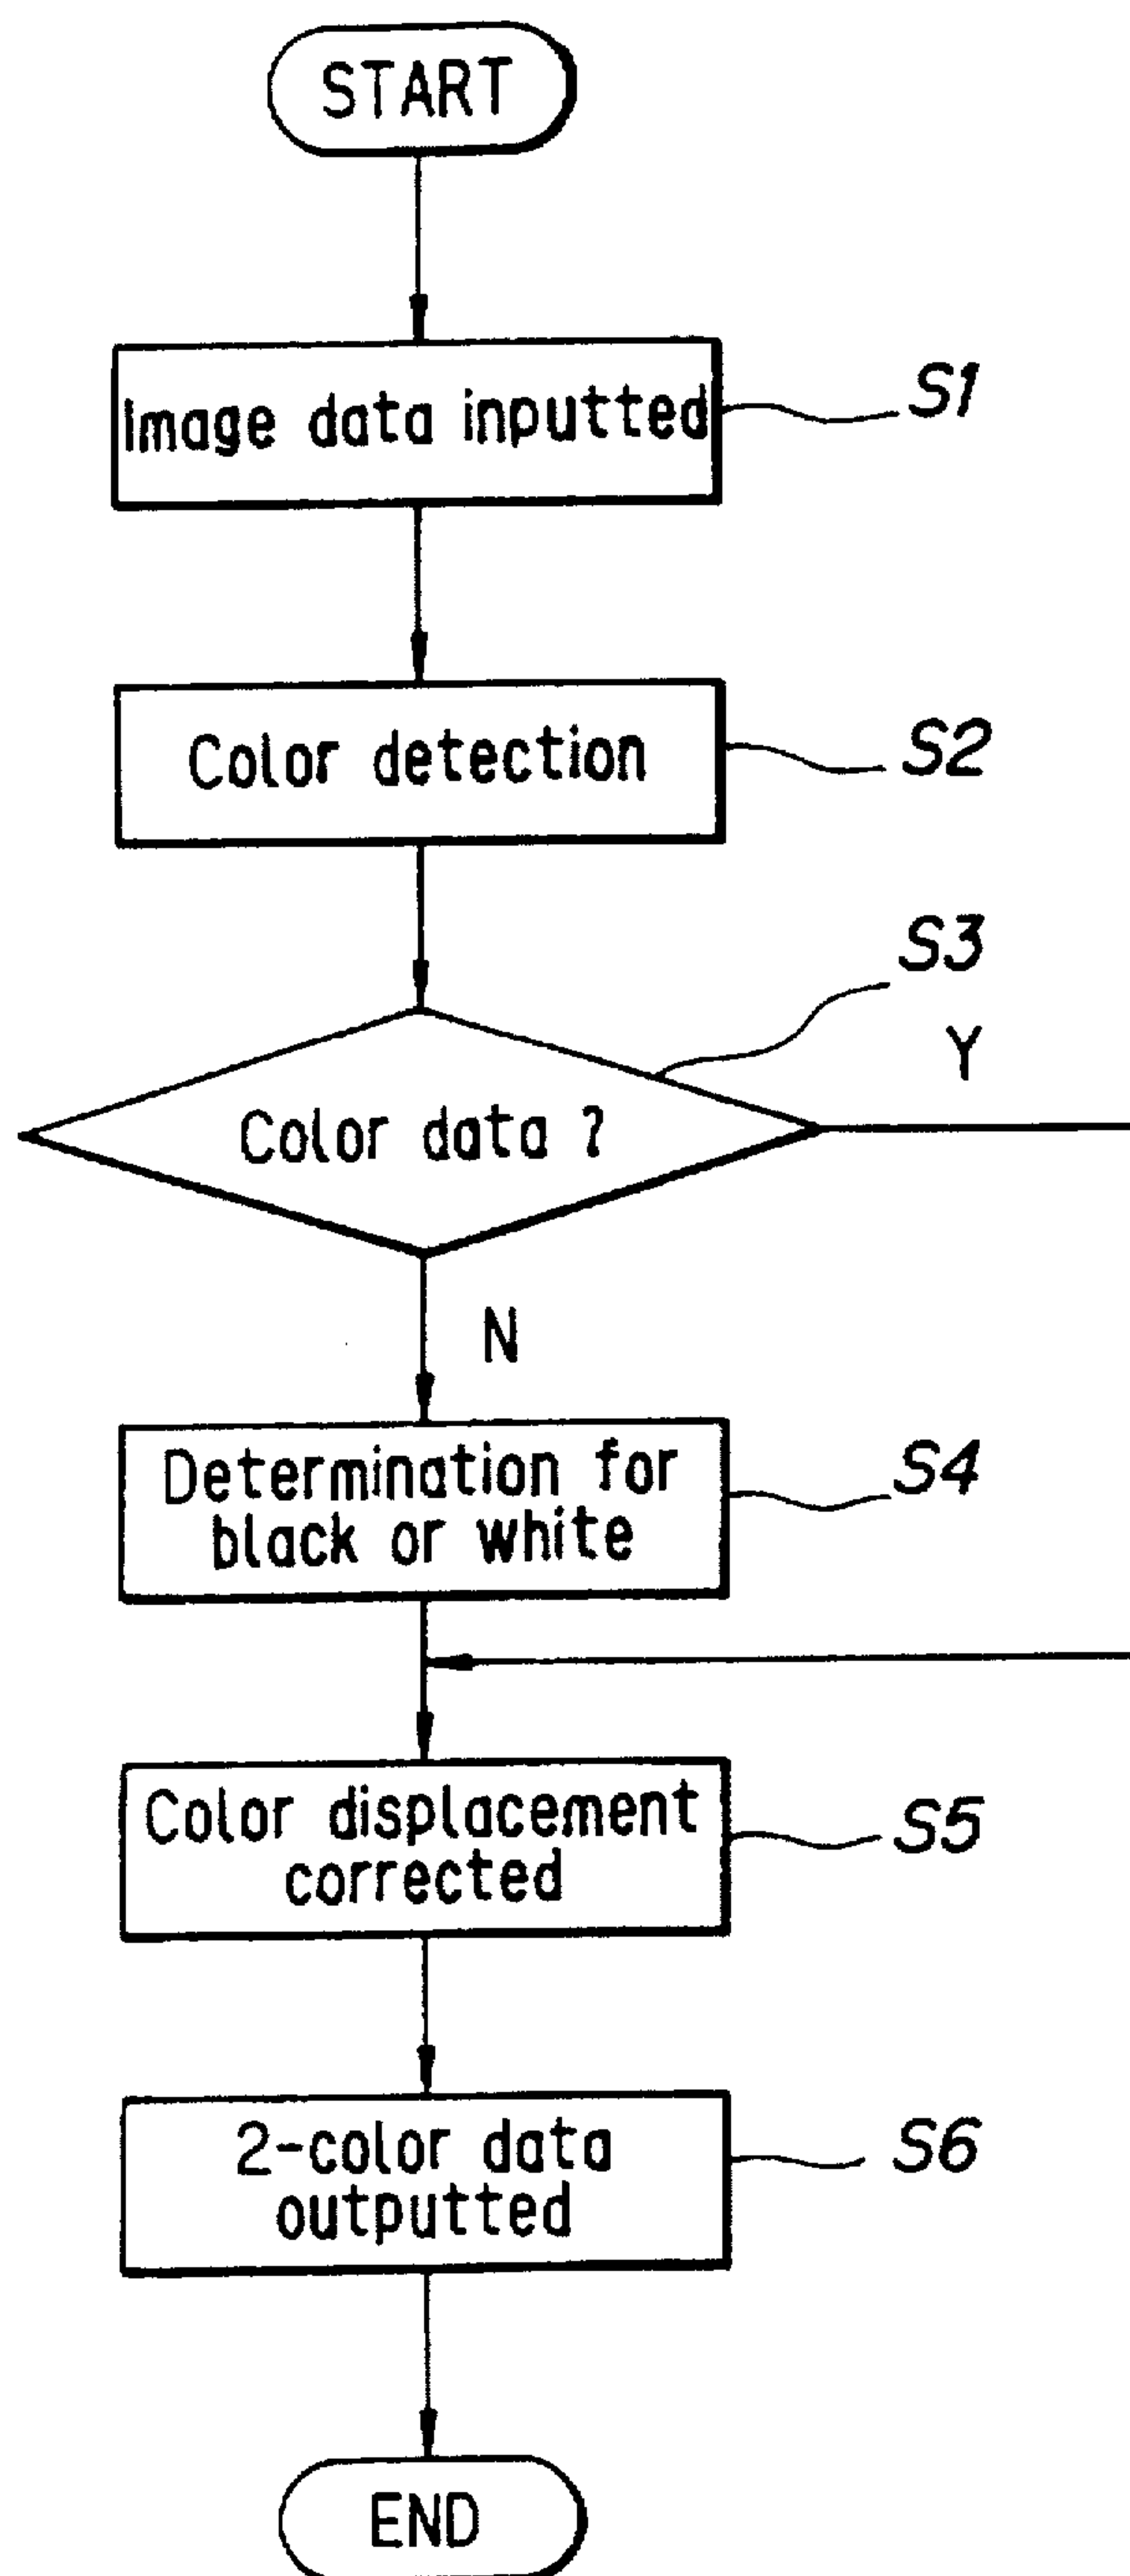 START
Image data inputted
S1
Color detection
S2
S3
Y
Color data ?
N
Determination for
black or white
S4
Color displacement
corrected
S5
2-color data
outputted
S6
END